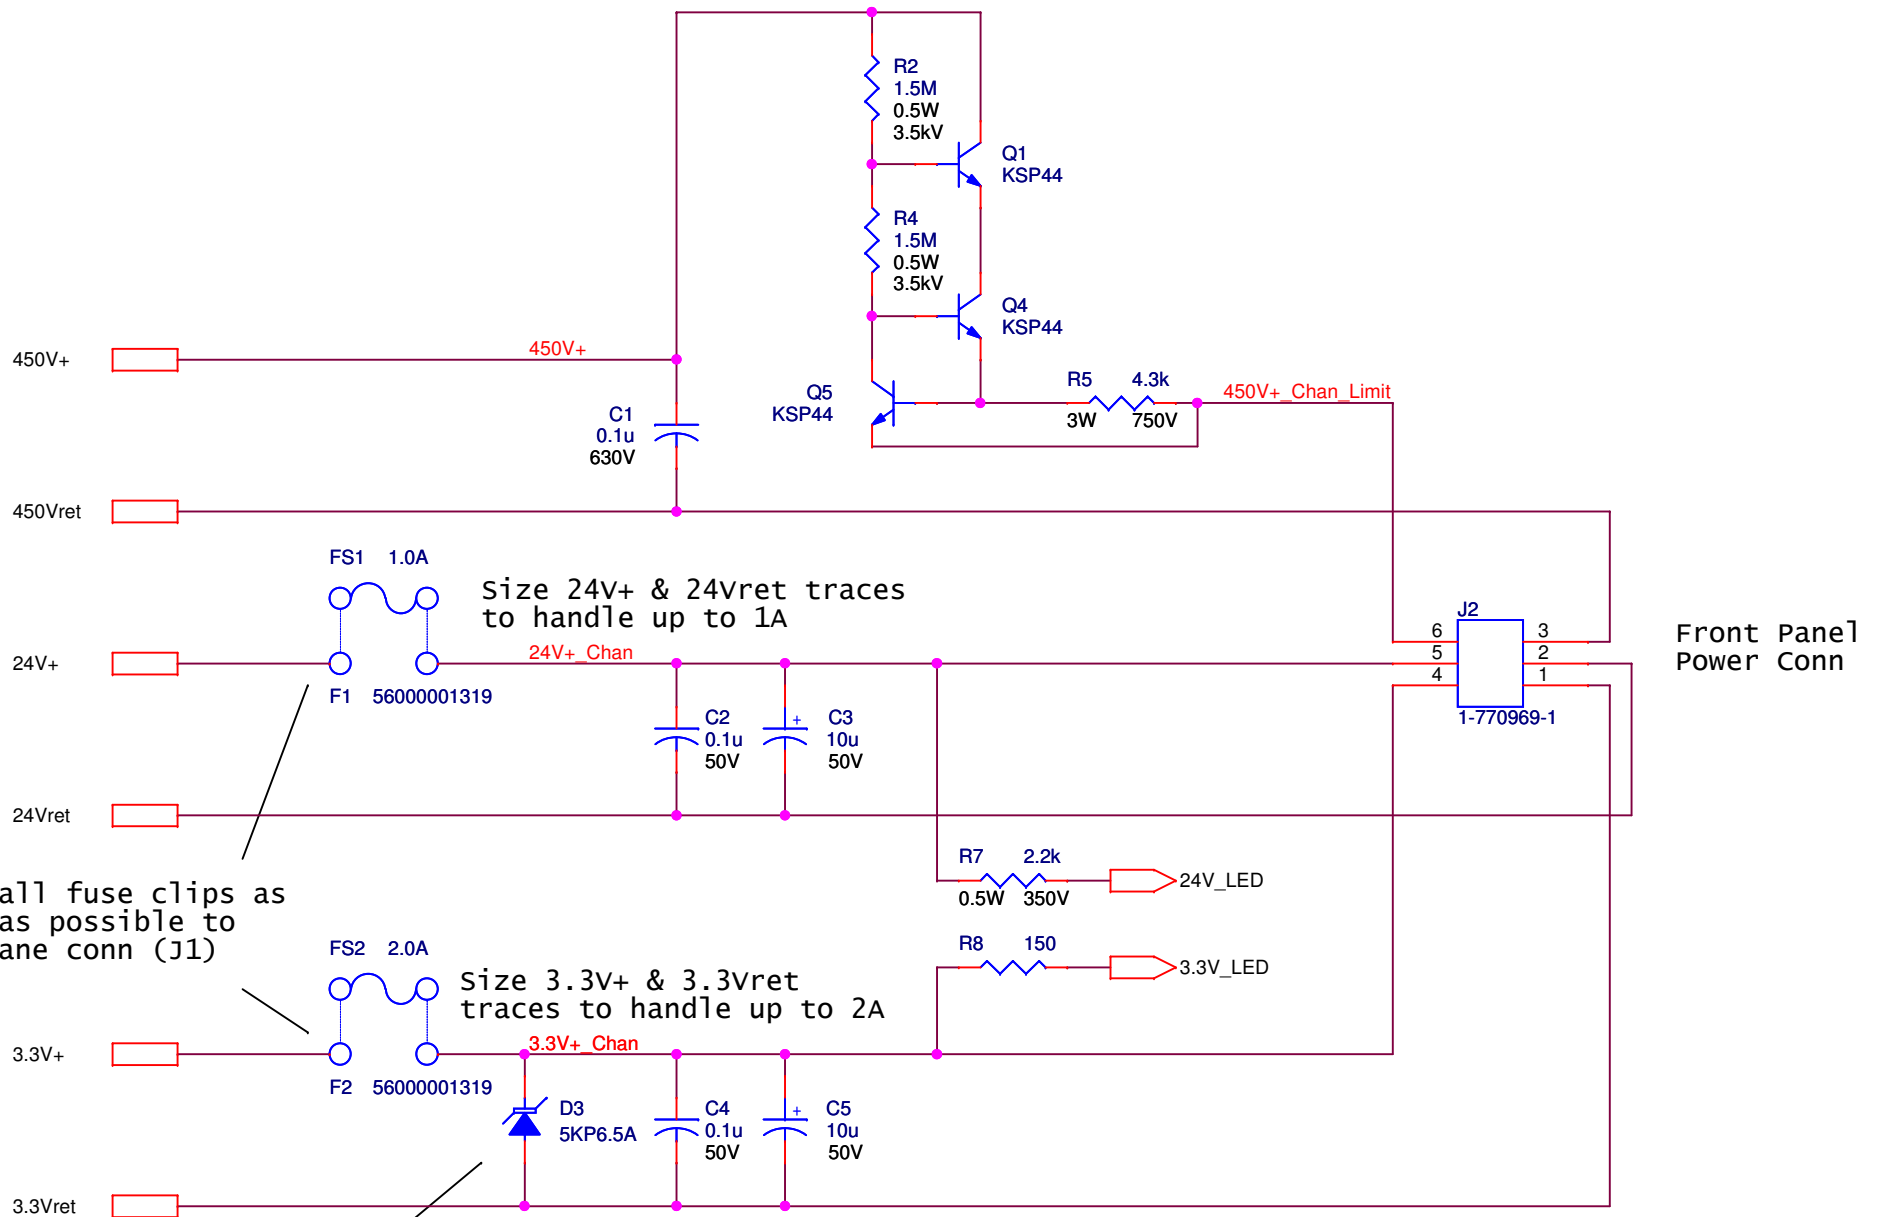 R2
1.5M
0.5W
3.5kV
Q1
KSP44
R4
1.5M
0.5W
3.5kV
Q4
KSP44
450V+
450V+
Q5
KSP44
R5 4.3k
3W 750V
450V+_Chan_Limit
C1
0.1u
630V
450Vret
FS1 1.0A
Size 24V+ & 24Vret traces
to handle up to 1A
24V+
24V+_Chan
F1 56000001319
J2
6 3
5 2
4 1
1-770969-1
Front Panel
Power Conn
C2
0.1u
50V
+
C3
10u
50V
24Vret
R7 2.2k
0.5W 350V
24V_LED
all fuse clips as
as possible to
ane conn (J1)
R8 150
3.3V_LED
FS2 2.0A
Size 3.3V+ & 3.3Vret
traces to handle up to 2A
3.3V+
3.3V+_Chan
F2 56000001319
D3
5KP6.5A
C4
0.1u
50V
+
C5
10u
50V
3.3Vret